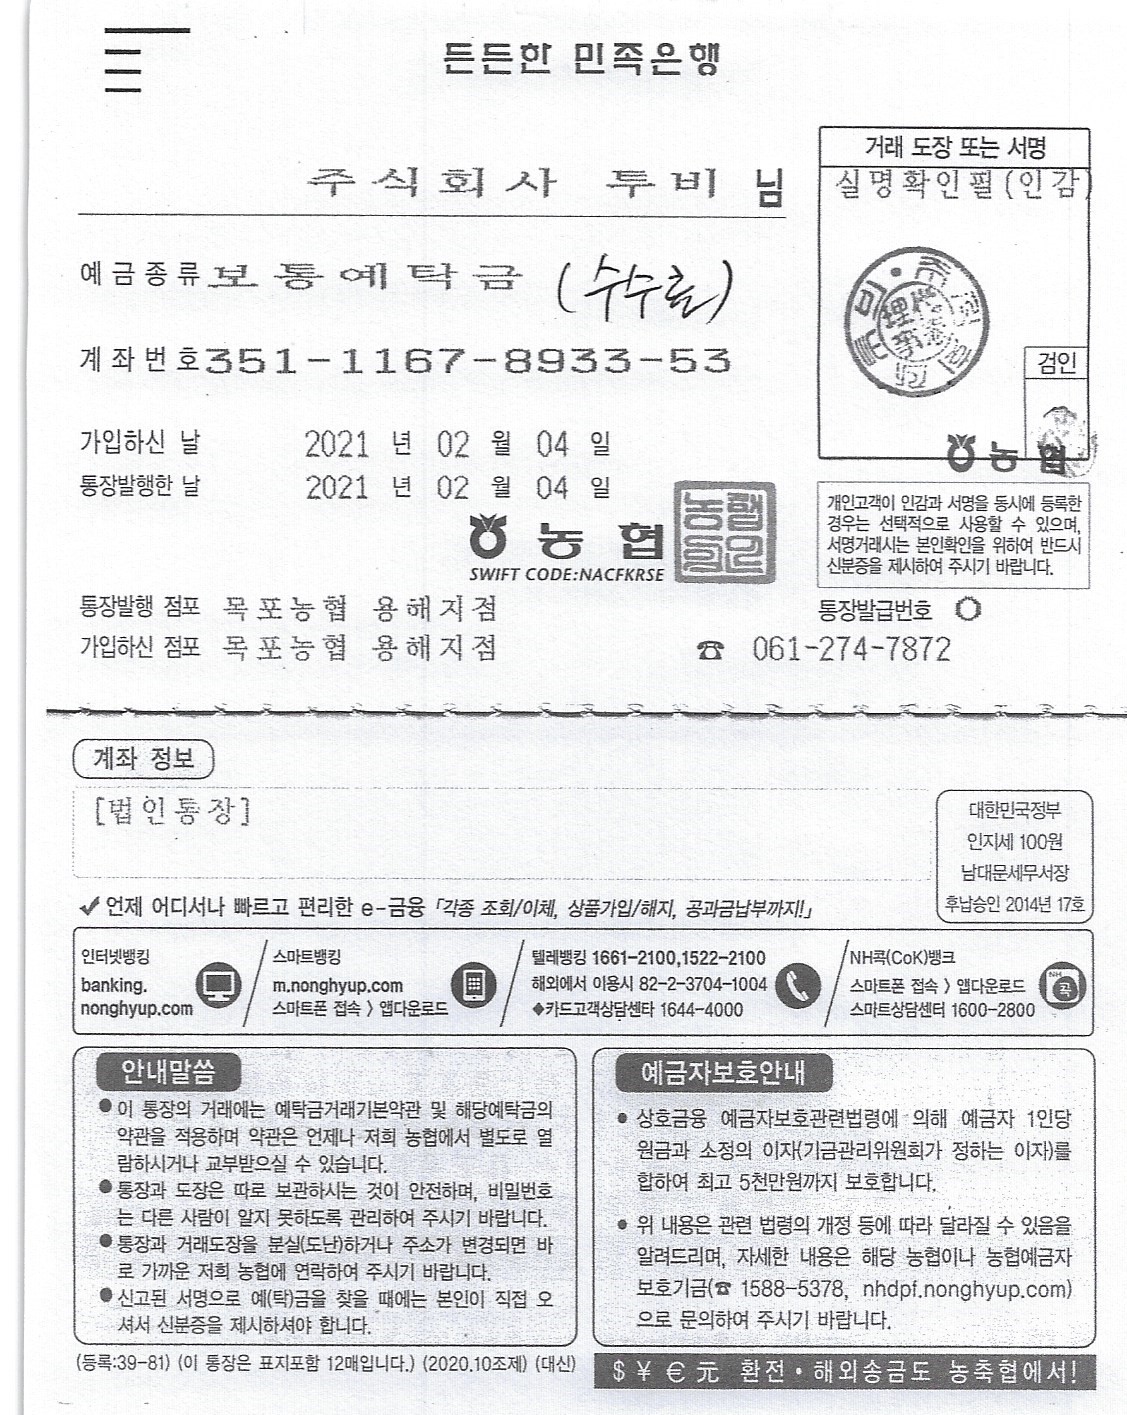 든든한 민족은행
주식회사 투비 님
거래 도장 또는 서명
실명확인필(인감)
예금종류 보통예탁금 (수수료)
계좌번호 351-1167-8933-53
검인
가입하신 날 2021 년 02 월 04 일
농협
통장발행한 날 2021 년 02 월 04 일
개인고객이 인감과 서명을 동시에 등록한
경우는 선택적으로 사용할 수 있으며,
서명거래시는 본인확인을 위하여 반드시
신분증을 제시하여 주시기 바랍니다.
농협
SWIFT CODE:NACFKRSE
통장발행 점포 목포농협 용해지점
통장발급번호 0
가입하신 점포 목포농협 용해지점
☎ 061-274-7872
계좌 정보
[법인통장]
대한민국정부
인지세 100원
남대문세무서장
후납승인 2014년 17호
✔ 언제 어디서나 빠르고 편리한 e-금융 「각종 조회/이체, 상품가입/해지, 공과금납부까지!」
인터넷뱅킹
banking.
nonghyup.com
스마트뱅킹
m.nonghyup.com
스마트폰 접속 > 앱다운로드
텔레뱅킹 1661-2100,1522-2100
해외에서 이용시 82-2-3704-1004
◆카드고객상담센타 1644-4000
NH콕(CoK)뱅크
스마트폰 접속 > 앱다운로드
스마트상담센터 1600-2800
NH
콕
안내말씀
● 이 통장의 거래에는 예탁금거래기본약관 및 해당예탁금의
약관을 적용하며 약관은 언제나 저희 농협에서 별도로 열
람하시거나 교부받으실 수 있습니다.
● 통장과 도장은 따로 보관하시는 것이 안전하며, 비밀번호
는 다른 사람이 알지 못하도록 관리하여 주시기 바랍니다.
● 통장과 거래도장을 분실(도난)하거나 주소가 변경되면 바
로 가까운 저희 농협에 연락하여 주시기 바랍니다.
● 신고된 서명으로 예(탁)금을 찾을 때에는 본인이 직접 오
셔서 신분증을 제시하셔야 합니다.
(등록:39-81) (이 통장은 표지포함 12매입니다.) (2020.10조제) (대신)
예금자보호안내
• 상호금융 예금자보호관련법령에 의해 예금자 1인당
원금과 소정의 이자(기금관리위원회가 정하는 이자)를
합하여 최고 5천만원까지 보호합니다.
• 위 내용은 관련 법령의 개정 등에 따라 달라질 수 있음을
알려드리며, 자세한 내용은 해당 농협이나 농협예금자
보호기금(☎ 1588-5378, nhdpf.nonghyup.com)
으로 문의하여 주시기 바랍니다.
$ ¥ € 元 환전 • 해외송금도 농축협에서!